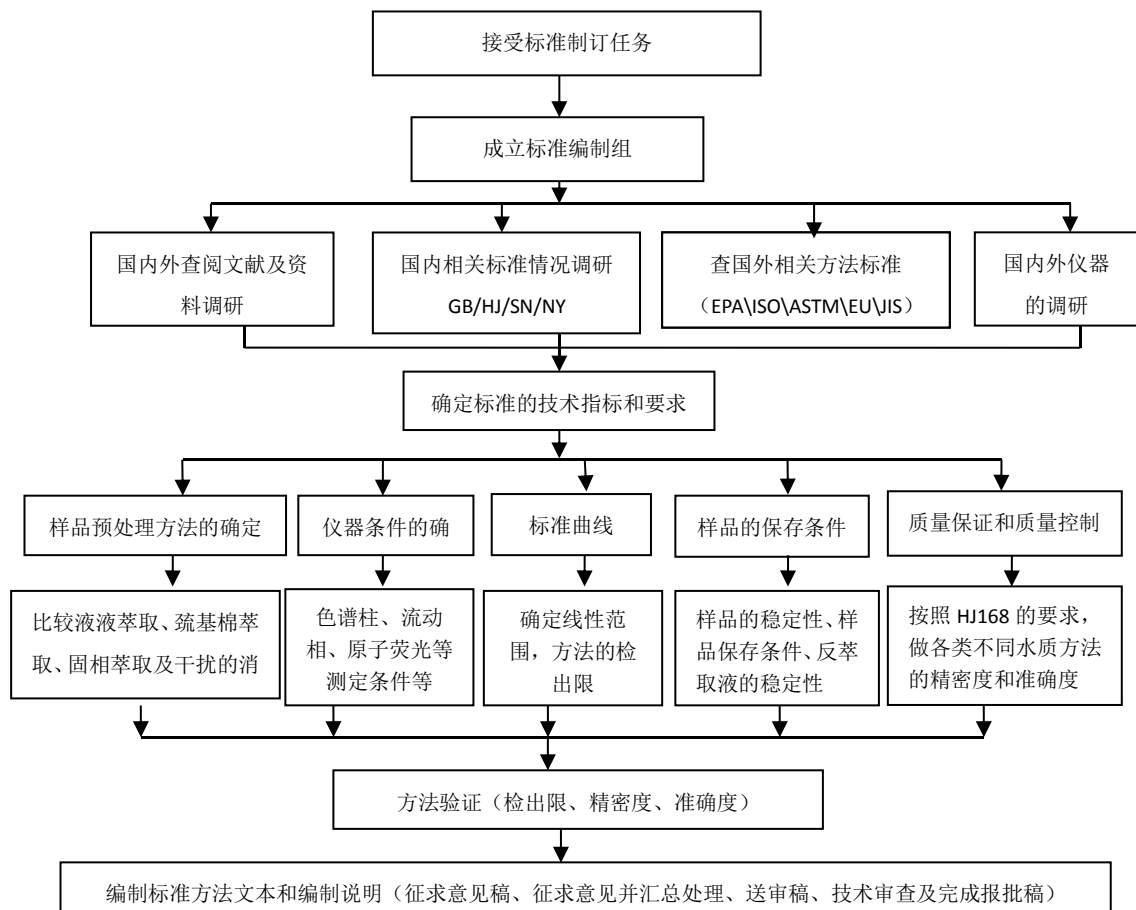 接受标准制订任务
成立标准编制组
国内外查阅文献及资
料调研
国内相关标准情况调研
GB/HJ/SN/NY
查国外相关方法标准
（EPA\ISO\ASTM\EU\JIS）
国内外仪器
的调研
确定标准的技术指标和要求
样品预处理方法的确定
仪器条件的确
标准曲线
样品的保存条件
质量保证和质量控制
比较液液萃取、巯基棉萃
取、固相萃取及干扰的消
色谱柱、流动
相、原子荧光等
测定条件等
确定线性范
围，方法的检
出限
样品的稳定性、样
品保存条件、反萃
取液的稳定性
按照 HJ168 的要求，
做各类不同水质方法
的精密度和准确度
方法验证（检出限、精密度、准确度）
编制标准方法文本和编制说明（征求意见稿、征求意见并汇总处理、送审稿、技术审查及完成报批稿）